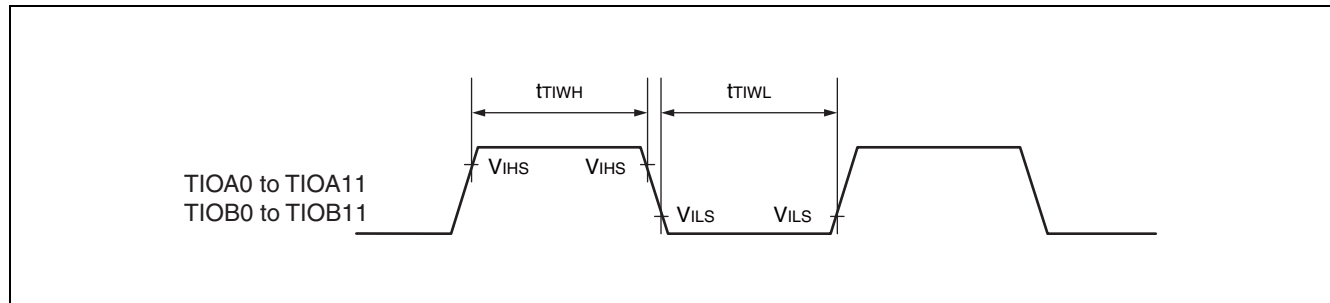 tTIWH tTIWL
VIHS VIHS
TIOA0 to TIOA11
TIOB0 to TIOB11
VILS VILS